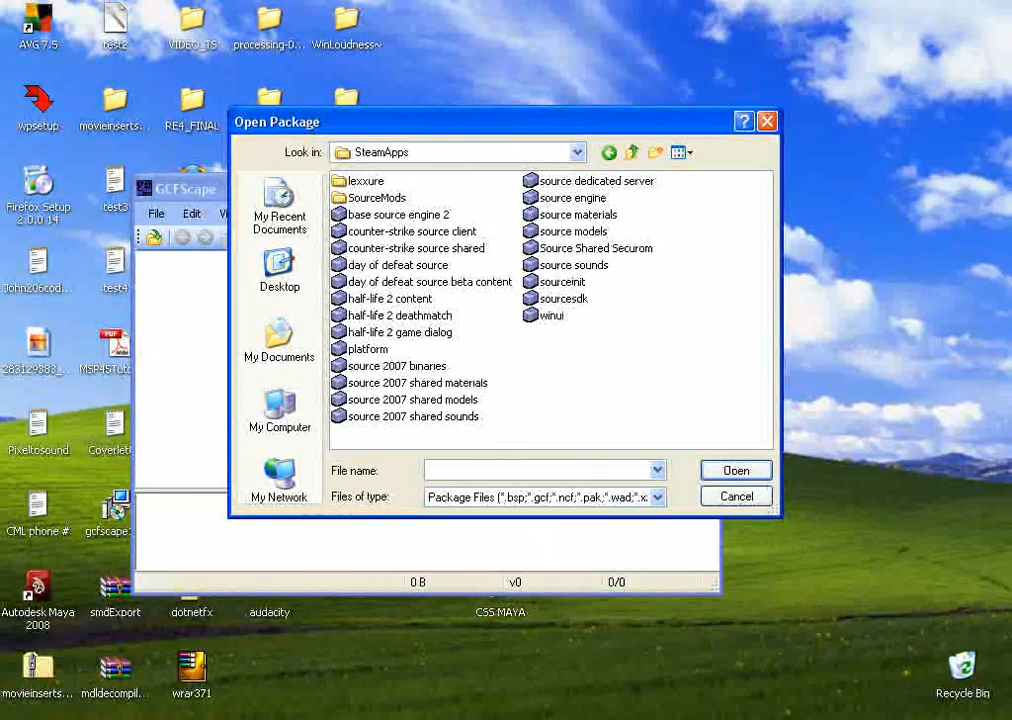 AVG 7.5
test2
VIDEO_TS
processing-0...
WinLoudness~
wpsetup
movieinserts...
RE4_FINAL
Firefox Setup
2.0.0.14
test3
John206cod...
test4
283129383_...
MSP45Tuto
Pixeltosound
Coverlet
CML phone #
gcfscape
Autodesk Maya
2008
smdExport
dotnetfx
audacity
CSS MAYA
movieinserts...
mdldecompil...
wrar371
Recycle Bin
GCFScape
File Edit Vi
0 B v0 0/0
Open Package
Look in: SteamApps
My Recent
Documents
Desktop
My Documents
My Computer
My Network
lexxure
SourceMods
base source engine 2
counter-strike source client
counter-strike source shared
day of defeat source
day of defeat source beta content
half-life 2 content
half-life 2 deathmatch
half-life 2 game dialog
platform
source 2007 binaries
source 2007 shared materials
source 2007 shared models
source 2007 shared sounds
source dedicated server
source engine
source materials
source models
Source Shared Securom
source sounds
sourceinit
sourcesdk
winui
File name: Open
Files of type: Package Files (*.bsp;*.gcf;*.ncf;*.pak;*.wad;*.x Cancel